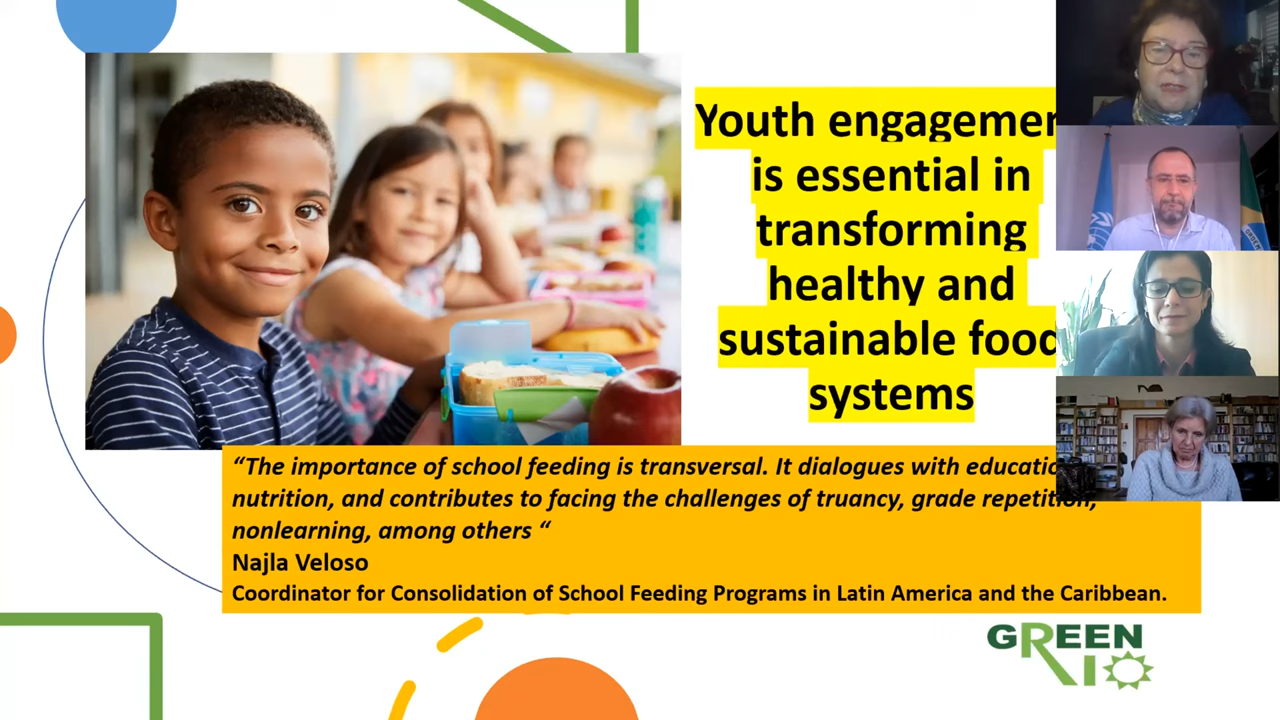 Youth engagemen
is essential in
transforming
healthy and
sustainable food
systems
“The importance of school feeding is transversal. It dialogues with educatio
nutrition, and contributes to facing the challenges of truancy, grade repetition,
nonlearning, among others “
Najla Veloso
Coordinator for Consolidation of School Feeding Programs in Latin America and the Caribbean.
GREEN
RIO